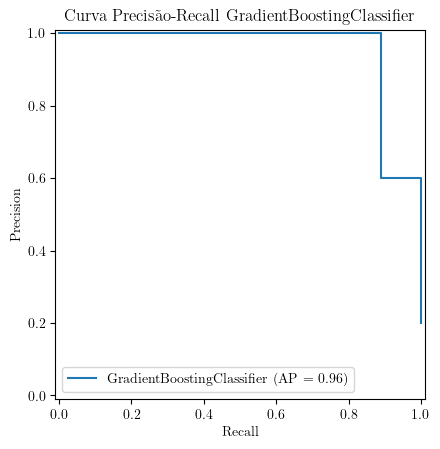 Curva Precisão-Recall GradientBoostingClassifier
1.0
0.8
0.6
0.4
0.2
0.0
Precision
GradientBoostingClassifier (AP = 0.96)
0.0 0.2 0.4 0.6 0.8 1.0
Recall